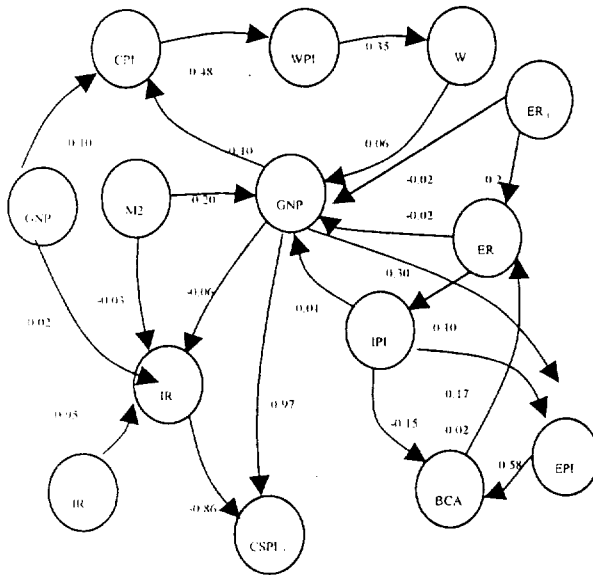 CPI
WPI
0.35
W
0.48
ER
0.10
0.10
0.06
GNP
M2
0.20
GNP
-0.02
0.2
-0.02
ER
-0.03
-0.06
0.01
0.30
0.02
IPI
0.10
IR
0.97
0.17
0.95
-0.15
0.02
IR
-0.86
BCA
0.58
EPI
CSPI